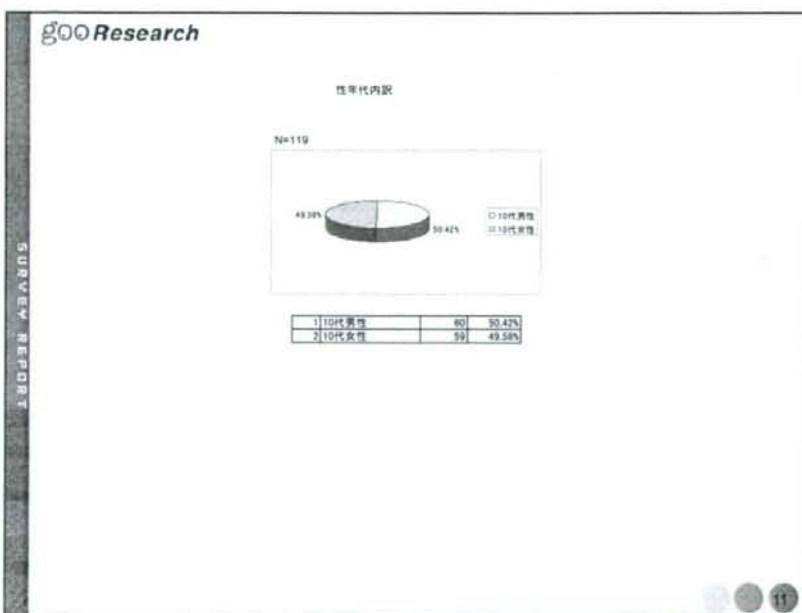 goo Research
性年代内訳
N=119
49.58%
50.42%
10代男性
10代女性
1 10代男性 60 50.42%
2 10代女性 59 49.58%
SURVEY REPORT
11